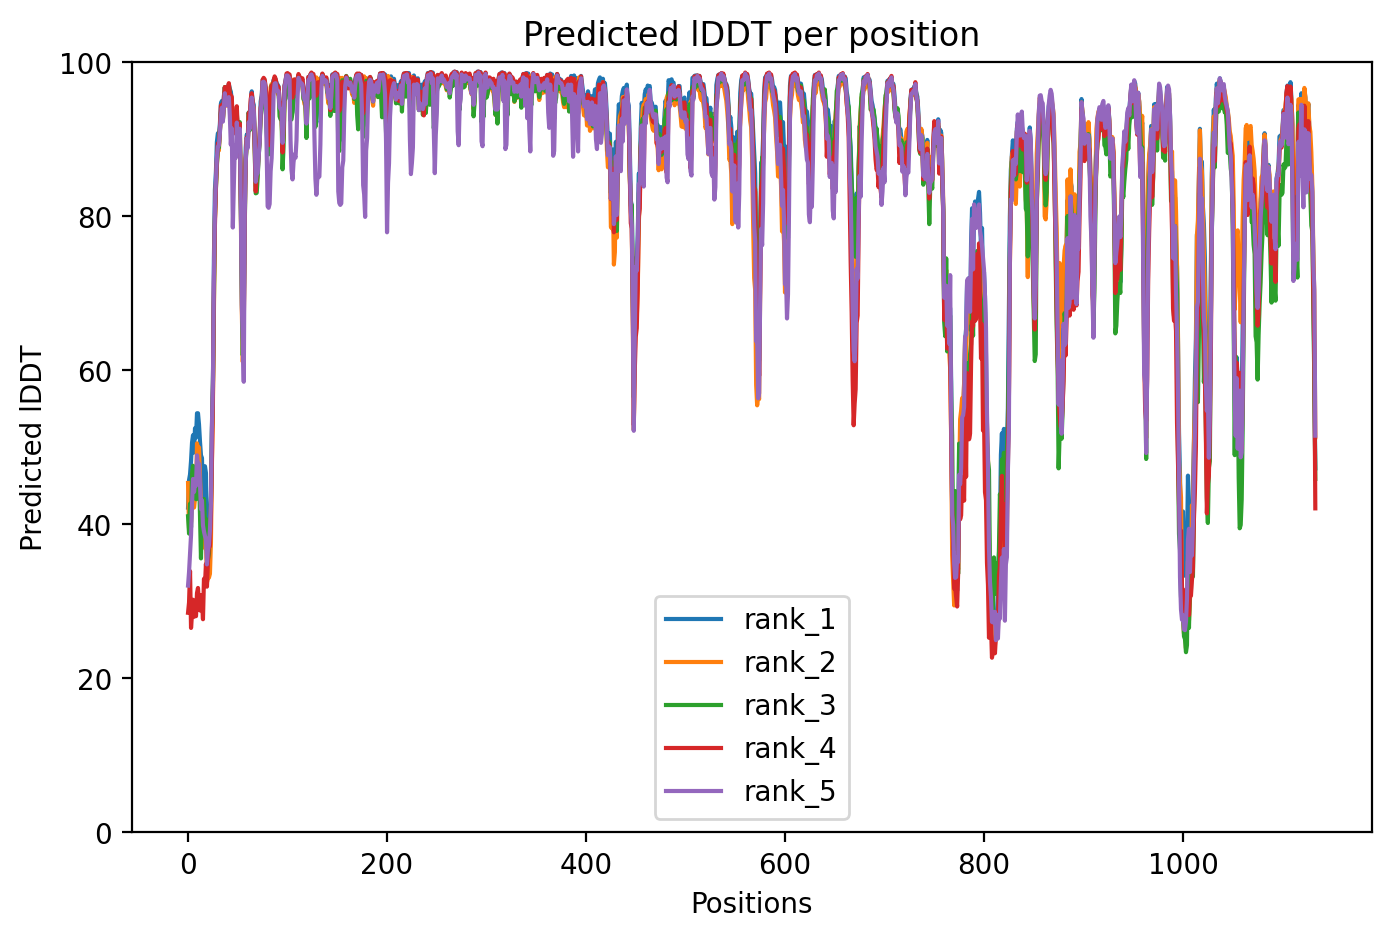 Predicted lDDT per position
100
80
60
40
20
0
Predicted lDDT
0 200 400 600 800 1000
Positions
rank_1
rank_2
rank_3
rank_4
rank_5